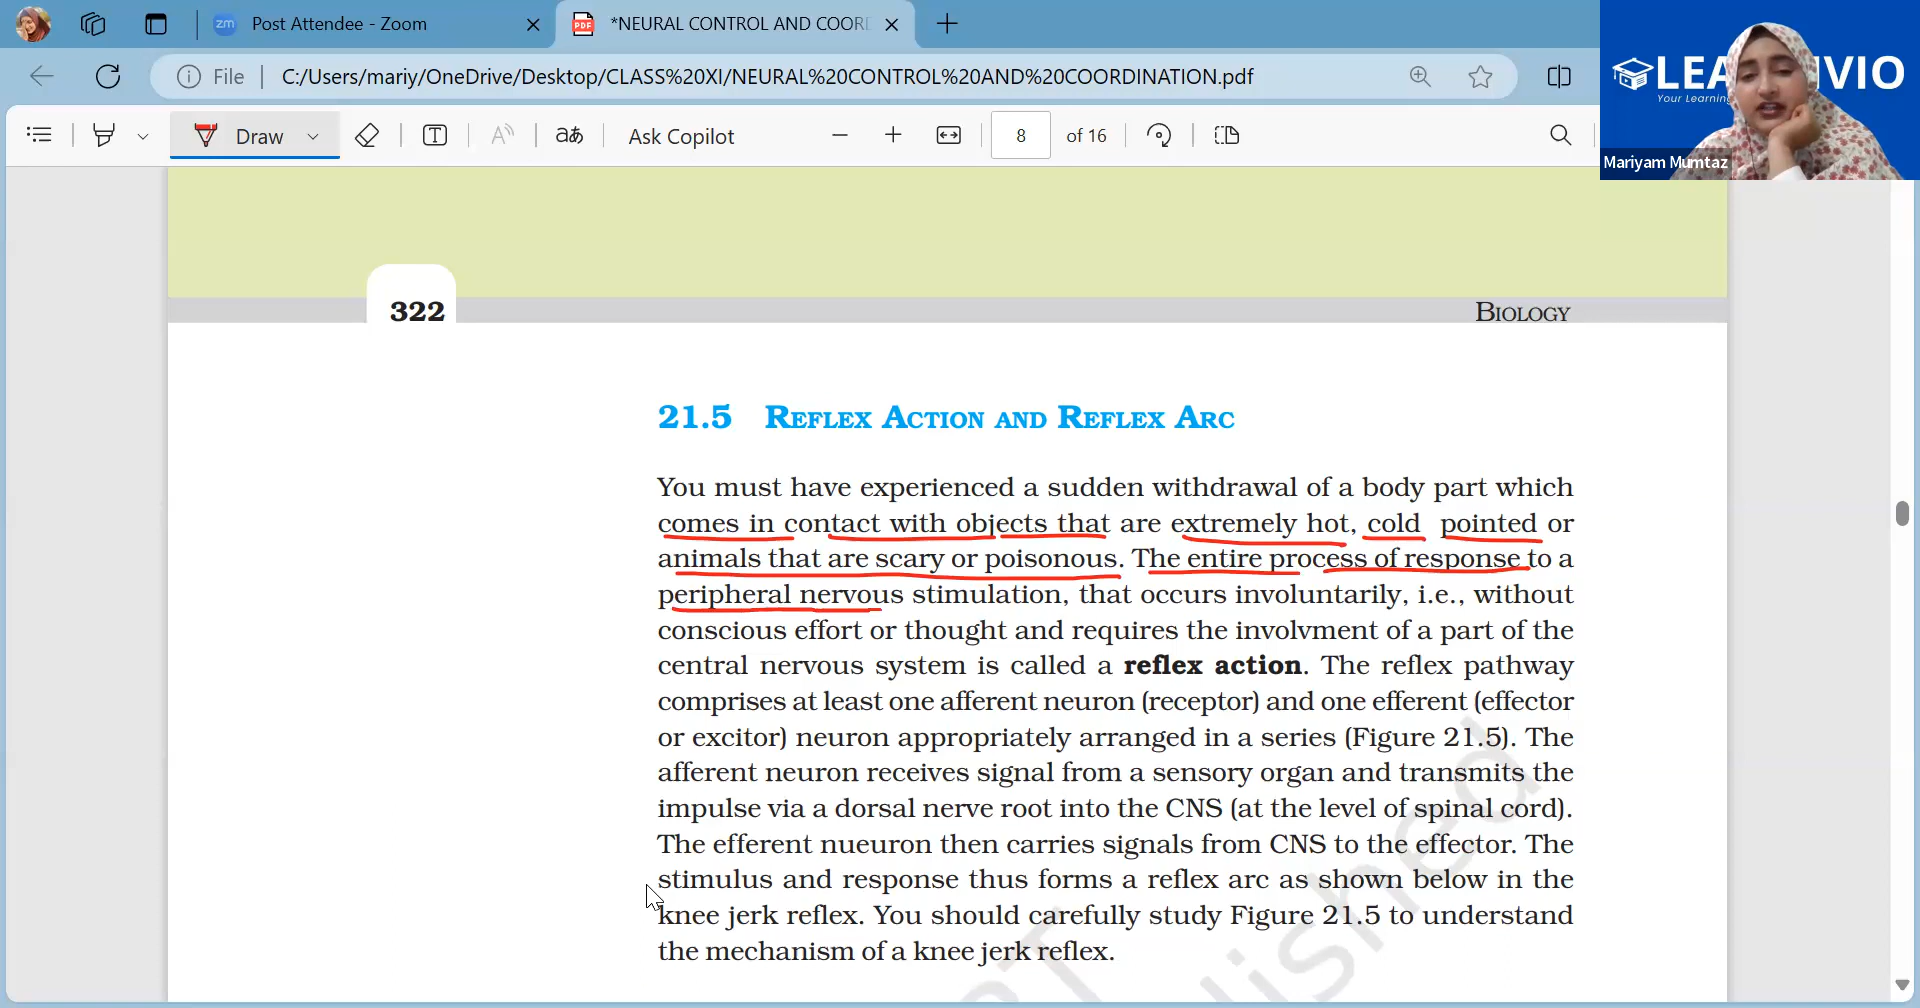 Post Attendee - Zoom
*NEURAL CONTROL AND COORD
File
C:/Users/mariy/OneDrive/Desktop/CLASS%20XI/NEURAL%20CONTROL%20AND%20COORDINATION.pdf
Draw
Ask Copilot
8
of 16
LEA VIO
Your Learning
Mariyam Mumtaz
322
BIOLOGY
21.5 REFLEX ACTION AND REFLEX ARC
You must have experienced a sudden withdrawal of a body part which
comes in contact with objects that are extremely hot, cold pointed or
animals that are scary or poisonous. The entire process of response to a
peripheral nervous stimulation, that occurs involuntarily, i.e., without
conscious effort or thought and requires the involvment of a part of the
central nervous system is called a reflex action. The reflex pathway
comprises at least one afferent neuron (receptor) and one efferent (effector
or excitor) neuron appropriately arranged in a series (Figure 21.5). The
afferent neuron receives signal from a sensory organ and transmits the
impulse via a dorsal nerve root into the CNS (at the level of spinal cord).
The efferent nueuron then carries signals from CNS to the effector. The
stimulus and response thus forms a reflex arc as shown below in the
knee jerk reflex. You should carefully study Figure 21.5 to understand
the mechanism of a knee jerk reflex.